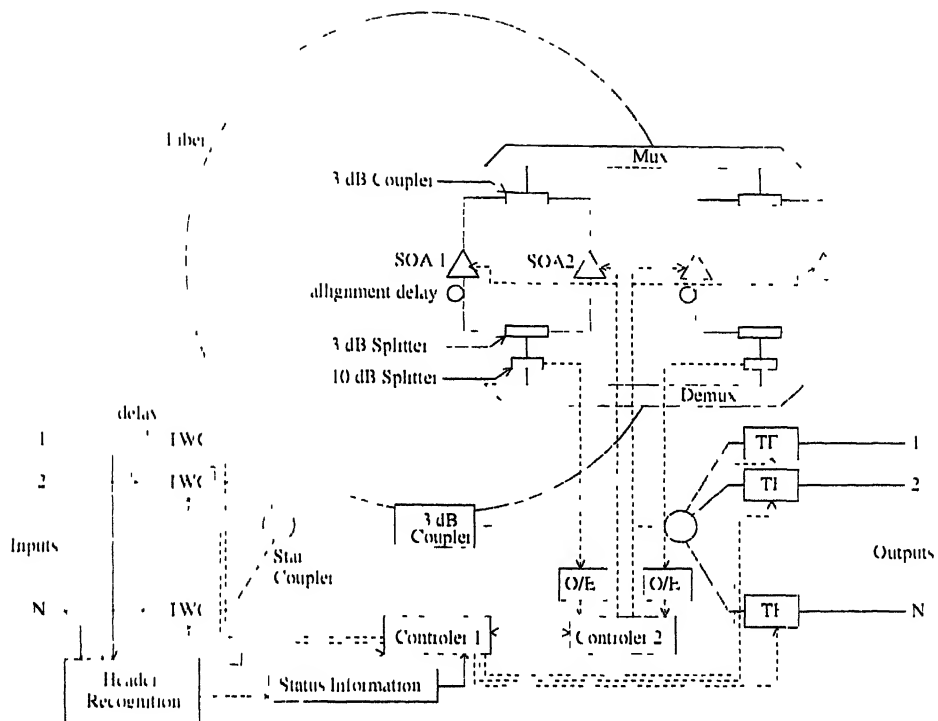 Fiber
Mux
3 dB Coupler
SOA 1
SOA2
allignment delay
3 dB Splitter
10 dB Splitter
Demux
delay
1
TWC
TF
1
2
TWC
TF
2
3 dB
Coupler
Inputs
Star
Coupler
O/E
O/E
Outputs
N
TWC
TF
N
Controler 1
Controler 2
Header
Recognition
Status Information